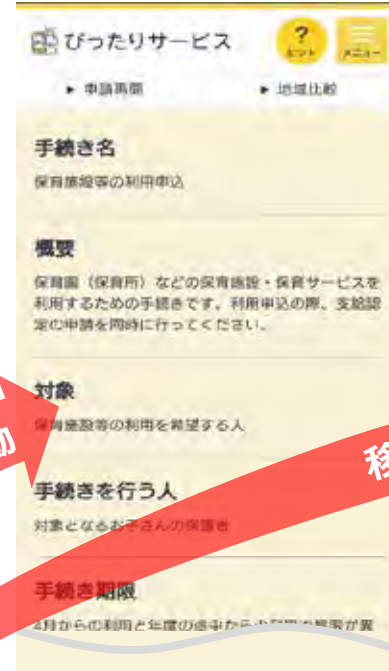 ぴったりサービス
?
ヒント
メニュー
▶ 申請再開
▶ 地域比較
手続き名
保育施設等の利用申込
概要
保育園（保育所）などの保育施設・保育サービスを
利用するための手続きです。利用申込の際、支給認
定の申請を同時に行ってください。
対象
保育施設等の利用を希望する人
動
移
手続きを行う人
対象となるお子さんの保護者
手続き期限
4月からの利用と年度の途中から